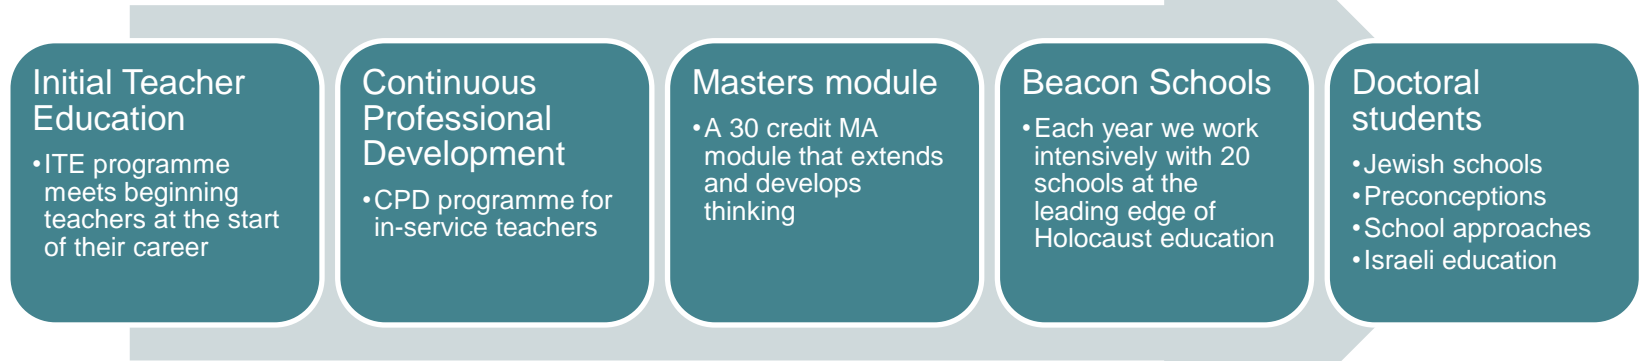 Initial Teacher
Education
•ITE programme
meets beginning
teachers at the start
of their career
Continuous
Professional
Development
•CPD programme for
in-service teachers
Masters module
•A 30 credit MA
module that extends
and develops
thinking
Beacon Schools
•Each year we work
intensively with 20
schools at the
leading edge of
Holocaust education
Doctoral
students
•Jewish schools
•Preconceptions
•School approaches
•Israeli education